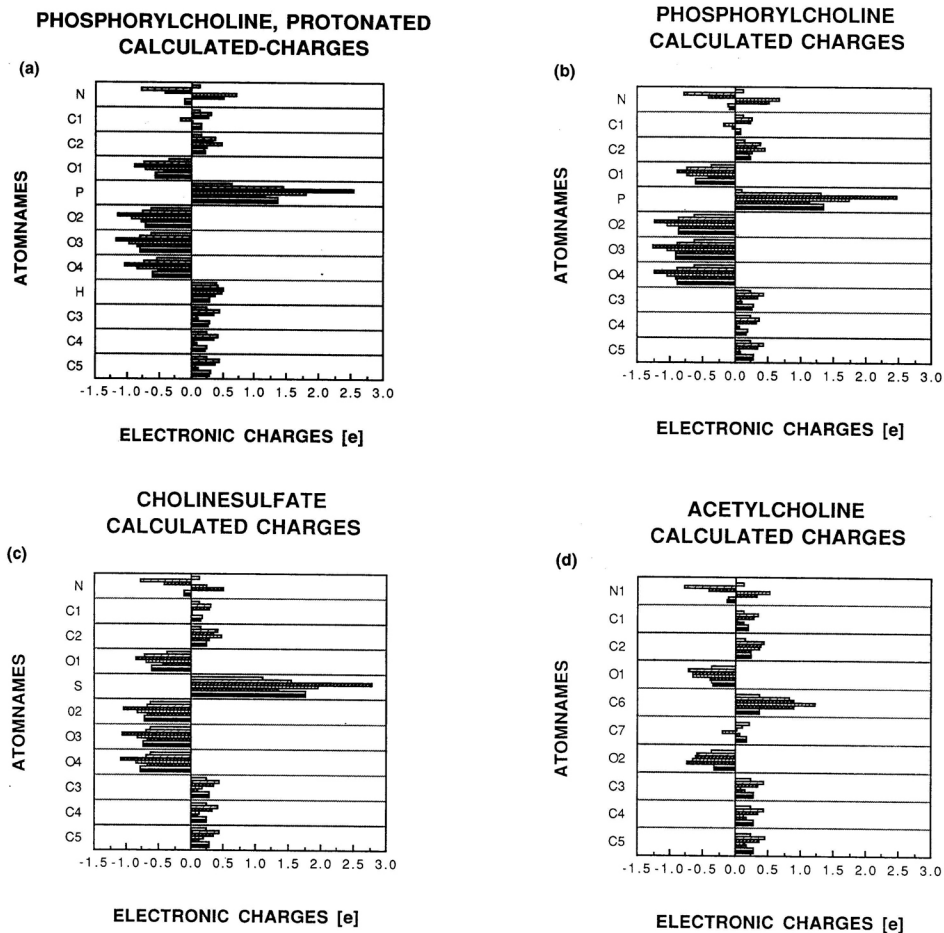 PHOSPHORYLCHOLINE, PROTONATED
CALCULATED-CHARGES
(a)
ATOMNAMES
N
C1
C2
O1
P
O2
O3
O4
H
C3
C4
C5
-1.5 -1.0 -0.5 0.0 0.5 1.0 1.5 2.0 2.5 3.0
ELECTRONIC CHARGES [e]
PHOSPHORYLCHOLINE
CALCULATED CHARGES
(b)
ATOMNAMES
N
C1
C2
O1
P
O2
O3
O4
C3
C4
C5
-1.5 -1.0 -0.5 0.0 0.5 1.0 1.5 2.0 2.5 3.0
ELECTRONIC CHARGES [e]
CHOLINESULFATE
CALCULATED CHARGES
(c)
ATOMNAMES
N
C1
C2
O1
S
02
O3
O4
C3
C4
C5
-1.5 -1.0 -0.5 0.0 0.5 1.0 1.5 2.0 2.5 3.0
ELECTRONIC CHARGES [e]
ACETYLCHOLINE
CALCULATED CHARGES
(d)
ATOMNAMES
N1
C1
C2
O1
C6
C7
O2
C3
C4
C5
-1.5 -1.0 -0.5 0.0 0.5 1.0 1.5 2.0 2.5 3.0
ELECTRONIC CHARGES [e]